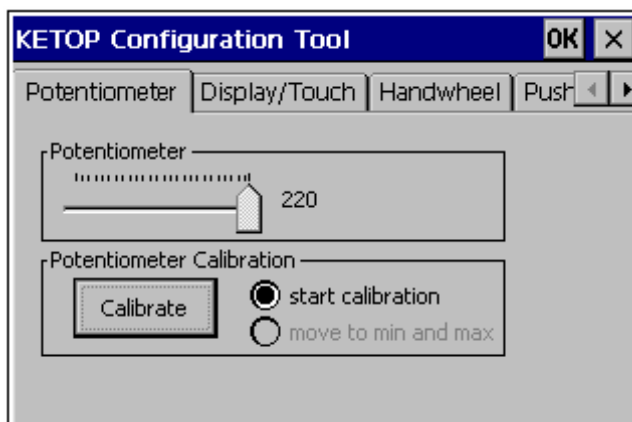 KETOP Configuration Tool OK ×
Potentiometer Display/Touch Handwheel Push
Potentiometer
220
Potentiometer Calibration
Calibrate
start calibration
move to min and max